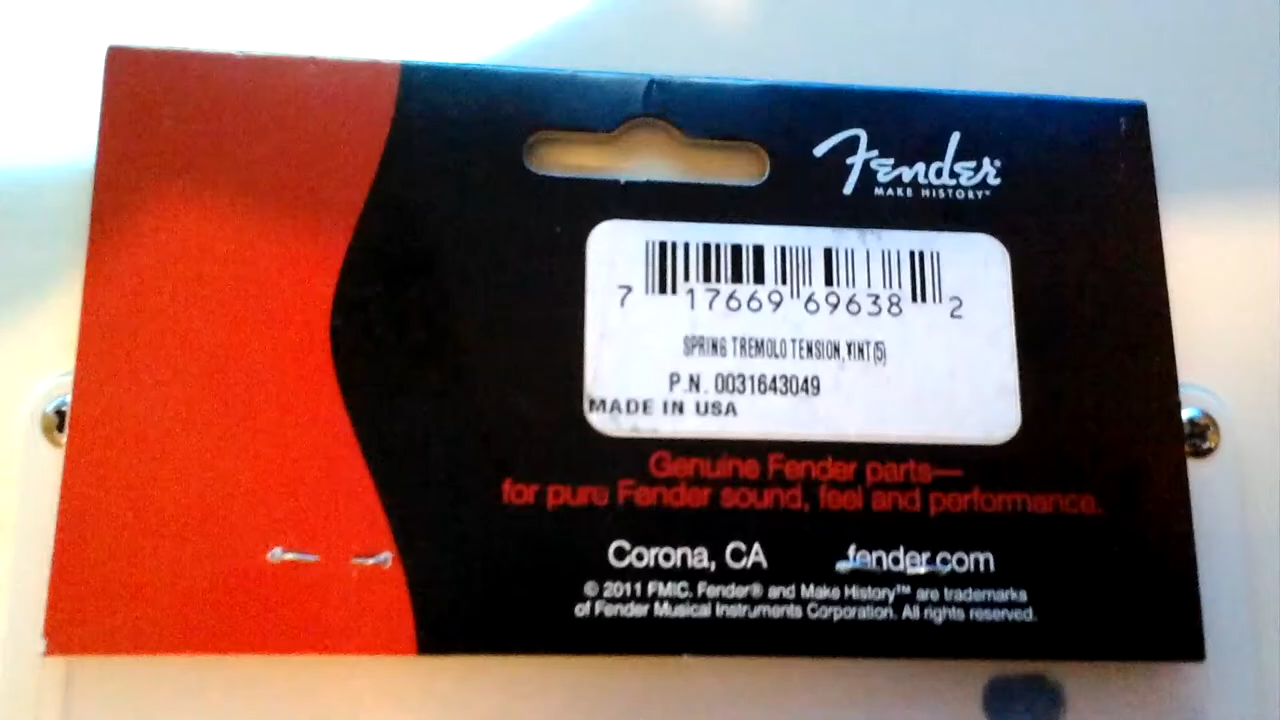 Fender
MAKE HISTORY™
7 17669 69638 2
SPRING TREMOLO TENSION, VINT (5)
P.N. 0031643049
MADE IN USA
Genuine Fender parts—
for pure Fender sound, feel and performance.
Corona, CA fender.com
© 2011 FMIC. Fender® and Make History™ are trademarks
of Fender Musical Instruments Corporation. All rights reserved.